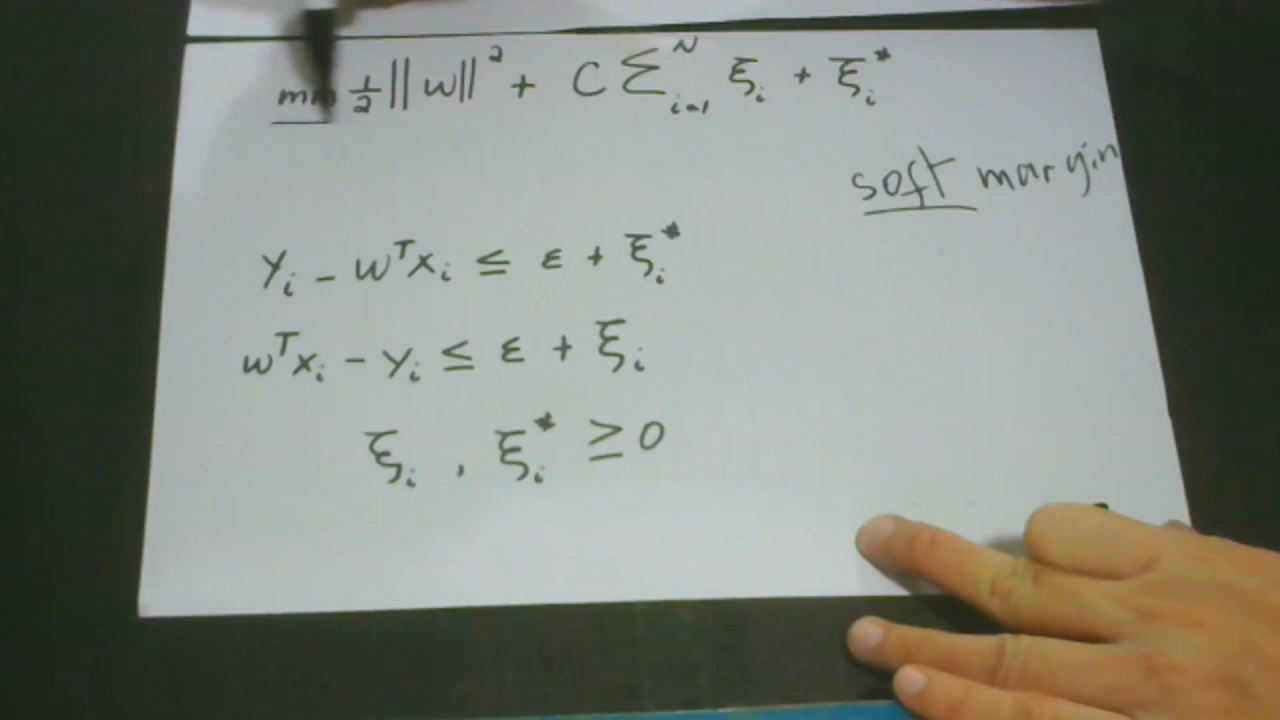 min ½||w||² + C Σᵢ₌₁ᴺ ξᵢ + ξᵢ*
soft margin
yᵢ - wᵀxᵢ ≤ ε + ξᵢ*
wᵀxᵢ - yᵢ ≤ ε + ξᵢ
ξᵢ , ξᵢ* ≥ 0